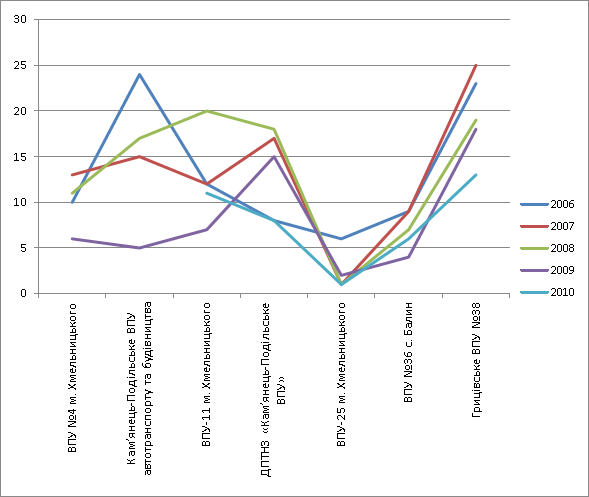 30
25
20
15
10
5
0
2006
2007
2008
2009
2010
ВПУ №4 м. Хмельницького
Кам'янець-Подільське ВПУ
автотранспорту та будівництва
ВПУ-11 м. Хмельницького
ДПТНЗ «Кам'янець-Подільське
ВПУ»
ВПУ-25 м. Хмельницького
ВПУ №36 с. Балин
Грицівське ВПУ №38